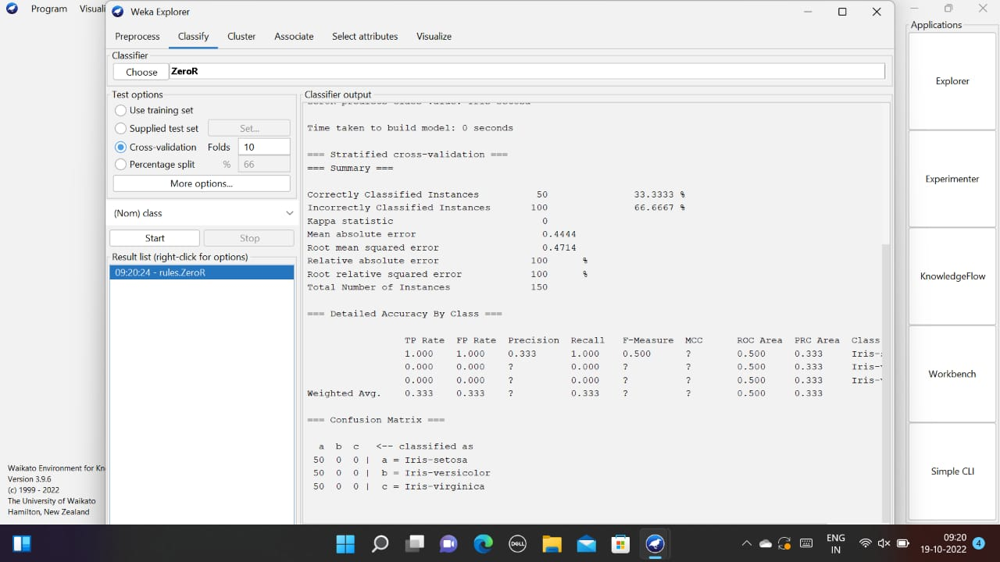 Program Visuali
Weka Explorer
Applications
Preprocess Classify Cluster Associate Select attributes Visualize
Classifier
Choose ZeroR
Explorer
Test options
Use training set
Supplied test set Set...
Cross-validation Folds 10
Percentage split % 66
More options...
(Nom) class
Start Stop
Result list (right-click for options)
09:20:24 - rules.ZeroR
Classifier output
ZeroR predicts class value: Iris-setosa
Time taken to build model: 0 seconds
=== Stratified cross-validation ===
=== Summary ===
Correctly Classified Instances 50 33.3333 %
Incorrectly Classified Instances 100 66.6667 %
Kappa statistic 0
Mean absolute error 0.4444
Root mean squared error 0.4714
Relative absolute error 100 %
Root relative squared error 100 %
Total Number of Instances 150
=== Detailed Accuracy By Class ===
TP Rate FP Rate Precision Recall F-Measure MCC ROC Area PRC Area Class
1.000 1.000 0.333 1.000 0.500 ? 0.500 0.333 Iris-
0.000 0.000 ? 0.000 ? ? 0.500 0.333 Iris-
0.000 0.000 ? 0.000 ? ? 0.500 0.333 Iris-
Weighted Avg. 0.333 0.333 ? 0.333 ? ? 0.500 0.333
=== Confusion Matrix ===
a b c <-- classified as
50 0 0 | a = Iris-setosa
50 0 0 | b = Iris-versicolor
50 0 0 | c = Iris-virginica
Experimenter
KnowledgeFlow
Workbench
Simple CLI
Waikato Environment for Kn
Version 3.9.6
(c) 1999 - 2022
The University of Waikato
Hamilton, New Zealand
DELL
ENG
IN
09:20
19-10-2022
4